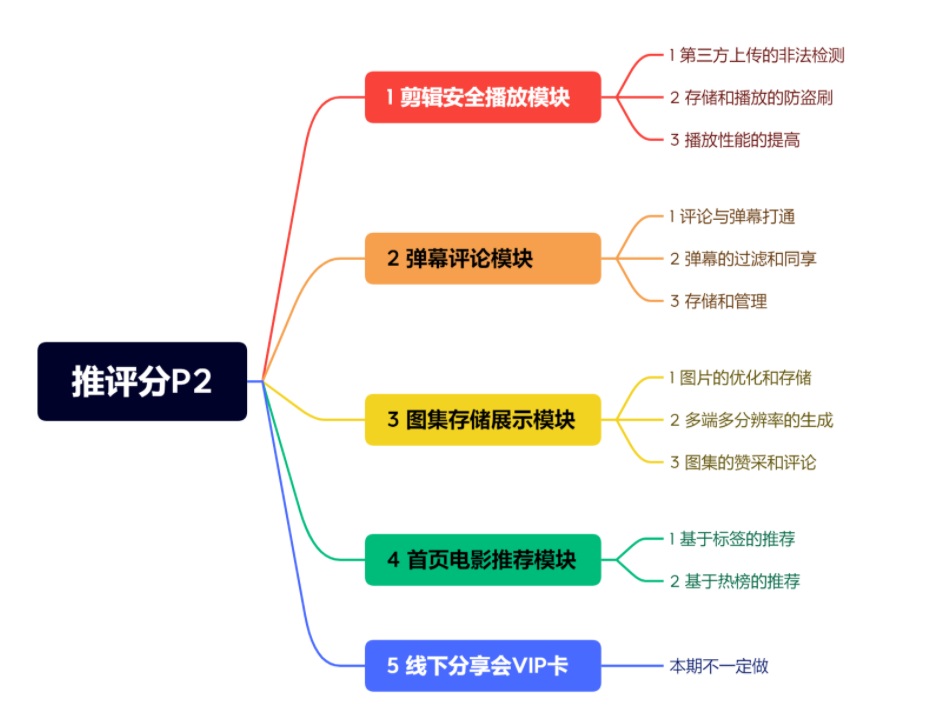 推评分P2
1 剪辑安全播放模块
1 第三方上传的非法检测
2 存储和播放的防盗刷
3 播放性能的提高
2 弹幕评论模块
1 评论与弹幕打通
2 弹幕的过滤和同享
3 存储和管理
3 图集存储展示模块
1 图片的优化和存储
2 多端多分辨率的生成
3 图集的赞采和评论
4 首页电影推荐模块
1 基于标签的推荐
2 基于热榜的推荐
5 线下分享会VIP卡
本期不一定做